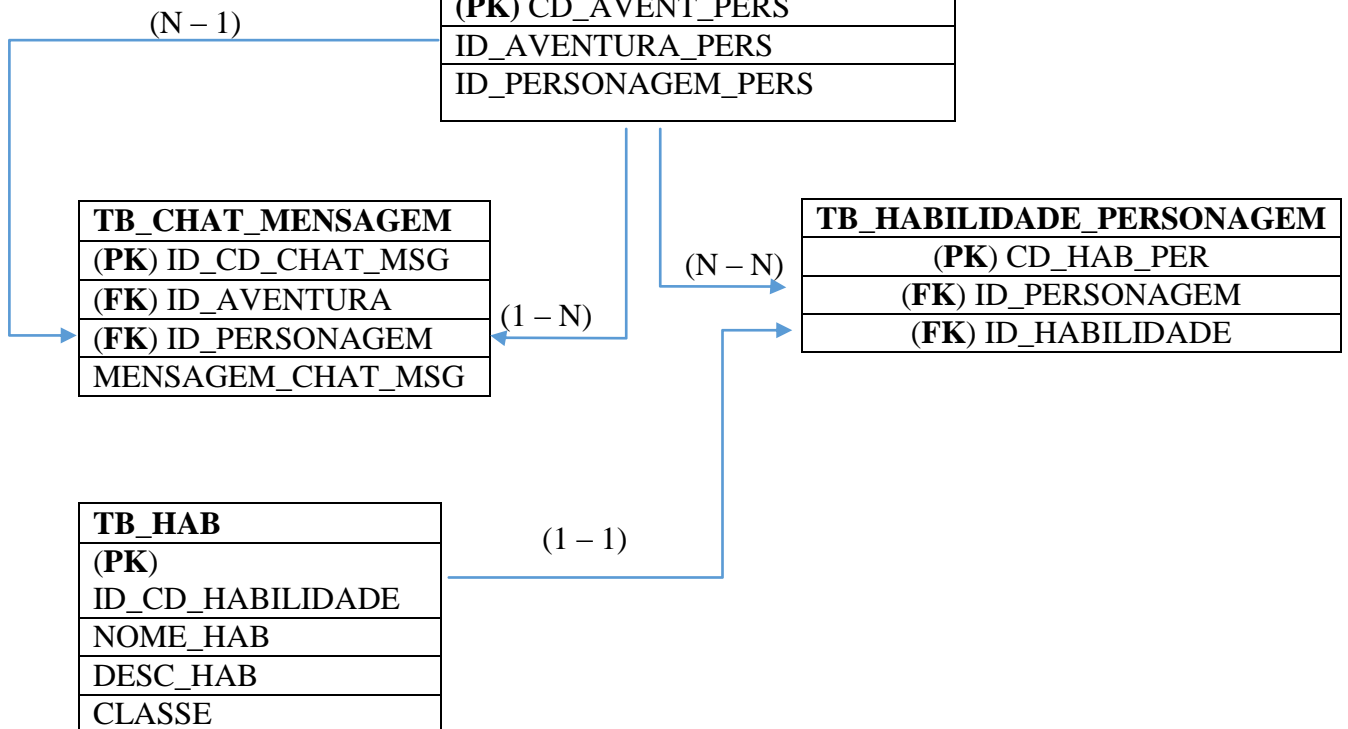 (PK) CD_AVENT_PERS
(N – 1)
ID_AVENTURA_PERS
ID_PERSONAGEM_PERS
TB_CHAT_MENSAGEM
(PK) ID_CD_CHAT_MSG
(FK) ID_AVENTURA
(FK) ID_PERSONAGEM
MENSAGEM_CHAT_MSG
(1 – N)
(N – N)
TB_HABILIDADE_PERSONAGEM
(PK) CD_HAB_PER
(FK) ID_PERSONAGEM
(FK) ID_HABILIDADE
TB_HAB
(PK)
ID_CD_HABILIDADE
NOME_HAB
DESC_HAB
CLASSE
(1 – 1)